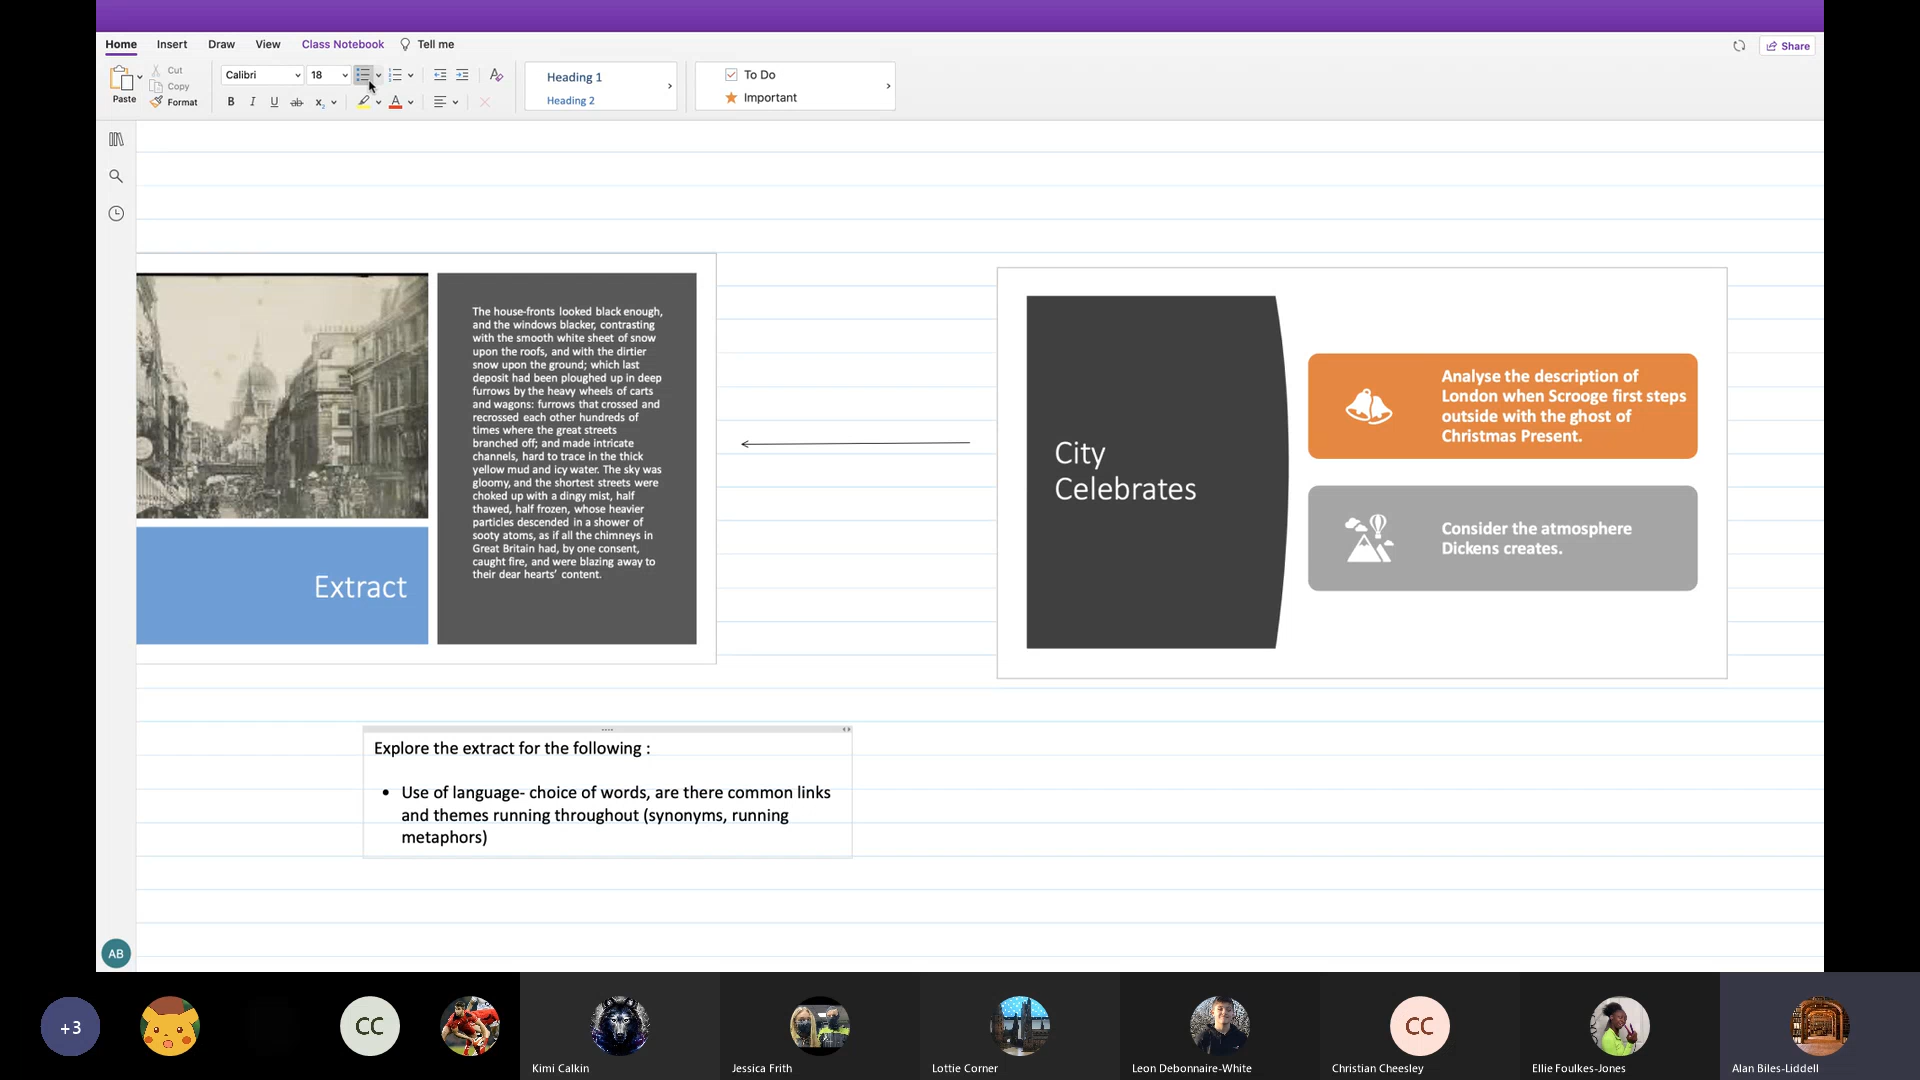 Home Insert Draw View Class Notebook Tell me Share
Paste Cut Copy Format
Calibri 18
B I U ab x₂ A A
Heading 1
Heading 2
To Do
Important
The house-fronts looked black enough,
and the windows blacker, contrasting
with the smooth white sheet of snow
upon the roofs, and with the dirtier
snow upon the ground; which last
deposit had been ploughed up in deep
furrows by the heavy wheels of carts
and wagons: furrows that crossed and
recrossed each other hundreds of
times where the great streets
branched off; and made intricate
channels, hard to trace in the thick
yellow mud and icy water. The sky was
gloomy, and the shortest streets were
choked up with a dingy mist, half
thawed, half frozen, whose heavier
particles descended in a shower of
sooty atoms, as if all the chimneys in
Great Britain had, by one consent,
caught fire, and were blazing away to
their dear hearts’ content.
Extract
City
Celebrates
Analyse the description of
London when Scrooge first steps
outside with the ghost of
Christmas Present.
Consider the atmosphere
Dickens creates.
Explore the extract for the following :
• Use of language- choice of words, are there common links
and themes running throughout (synonyms, running
metaphors)
AB
+3 CC CC
Kimi Calkin Jessica Frith Lottie Corner Leon Debonnaire-White Christian Cheesley Ellie Foulkes-Jones Alan Biles-Liddell